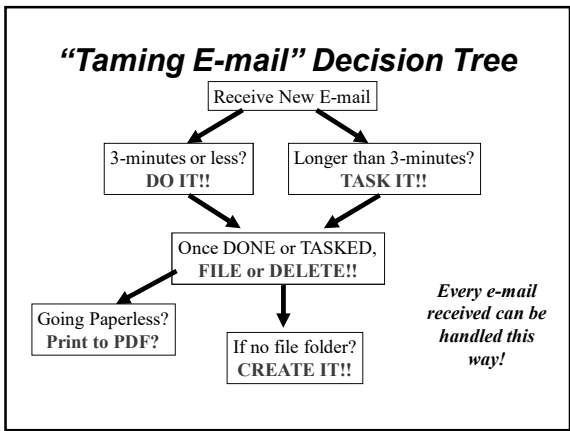 “Taming E-mail” Decision Tree
Receive New E-mail
3-minutes or less?
DO IT!!
Longer than 3-minutes?
TASK IT!!
Once DONE or TASKED,
FILE or DELETE!!
Going Paperless?
Print to PDF?
If no file folder?
CREATE IT!!
Every e-mail
received can be
handled this
way!